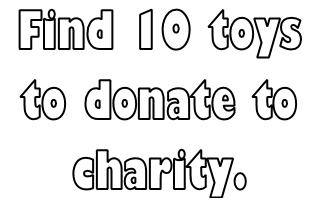 Find 10 toys
to donate to
charity.